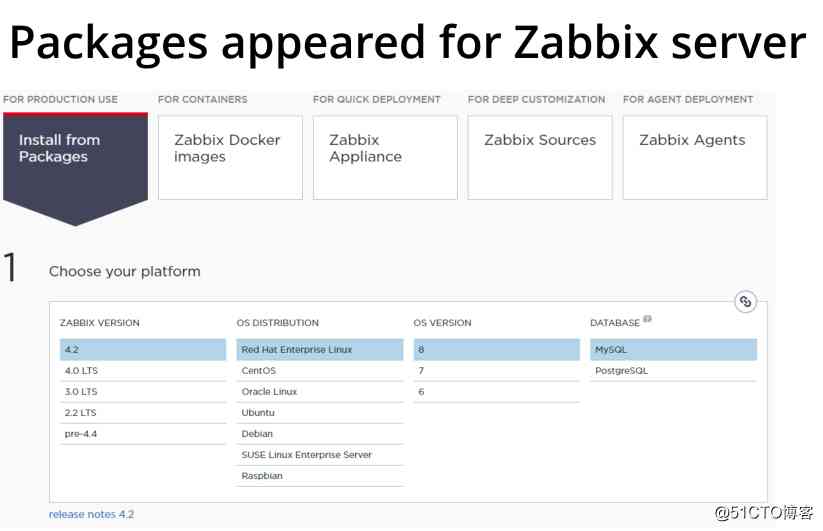 Packages appeared for Zabbix server
FOR PRODUCTION USE
FOR CONTAINERS
FOR QUICK DEPLOYMENT
FOR DEEP CUSTOMIZATION
FOR AGENT DEPLOYMENT
Install from
Packages
Zabbix Docker
images
Zabbix
Appliance
Zabbix Sources
Zabbix Agents
1
Choose your platform
ZABBIX VERSION
4.2
4.0 LTS
3.0 LTS
2.2 LTS
pre-4.4
OS DISTRIBUTION
Red Hat Enterprise Linux
CentOS
Oracle Linux
Ubuntu
Debian
SUSE Linux Enterprise Server
Raspbian
OS VERSION
8
7
6
DATABASE
MySQL
PostgreSQL
release notes 4.2
@51CTO博客